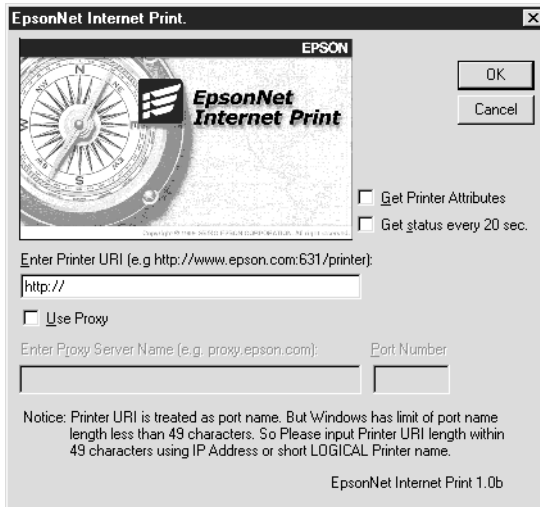 EpsonNet Internet Print.
EPSON
EpsonNet
Internet Print
N
OK
Cancel
Get Printer Attributes
Get status every 20 sec.
Enter Printer URI (e.g http://www.epson.com:631/printer):
http://
Use Proxy
Enter Proxy Server Name (e.g. proxy.epson.com):
Port Number
Notice: Printer URI is treated as port name. But Windows has limit of port name
length less than 49 characters. So Please input Printer URI length within
49 characters using IP Address or short LOGICAL Printer name.
EpsonNet Internet Print 1.0b